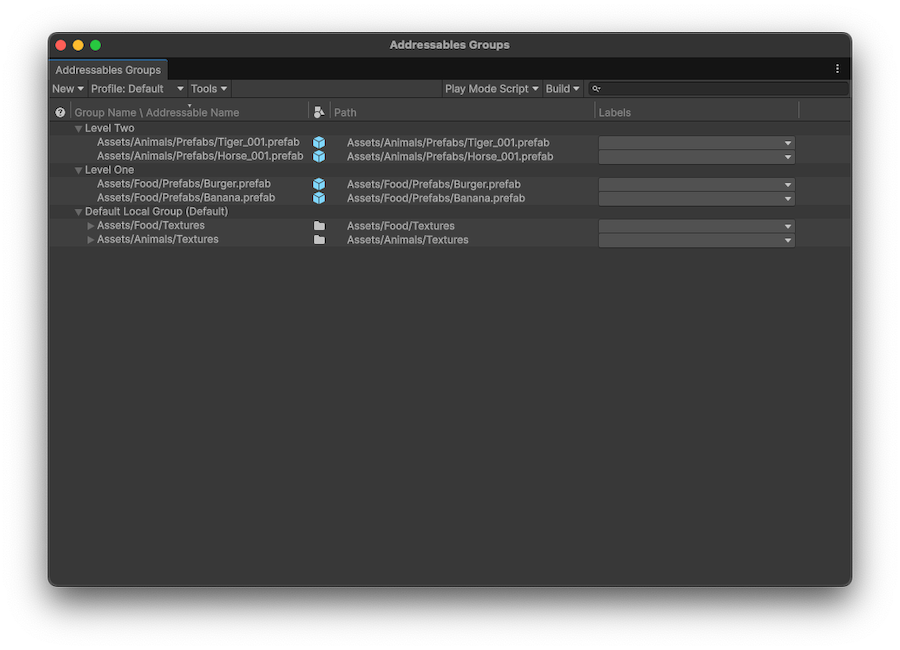 Addressables Groups
Addressables Groups
New Profile: Default Tools Play Mode Script Build
Group Name \ Addressable Name Path Labels
Level Two
Assets/Animals/Prefabs/Tiger_001.prefab Assets/Animals/Prefabs/Tiger_001.prefab
Assets/Animals/Prefabs/Horse_001.prefab Assets/Animals/Prefabs/Horse_001.prefab
Level One
Assets/Food/Prefabs/Burger.prefab Assets/Food/Prefabs/Burger.prefab
Assets/Food/Prefabs/Banana.prefab Assets/Food/Prefabs/Banana.prefab
Default Local Group (Default)
Assets/Food/Textures Assets/Food/Textures
Assets/Animals/Textures Assets/Animals/Textures